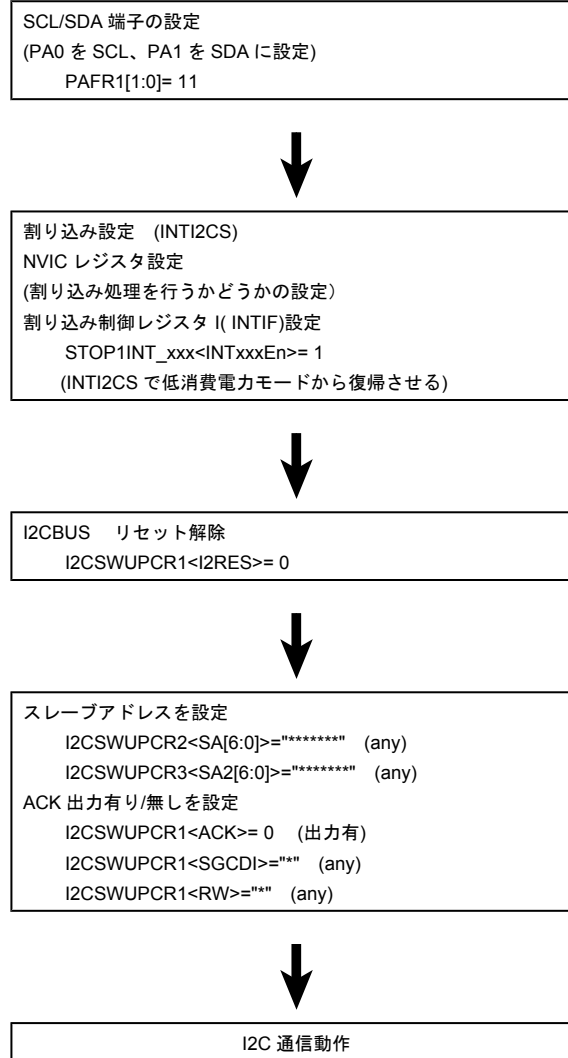 SCL/SDA 端子の設定
(PA0 を SCL、PA1 を SDA に設定)
PAFR1[1:0]= 11
割り込み設定　(INTI2CS)
NVIC レジスタ設定
(割り込み処理を行うかどうかの設定）
割り込み制御レジスタ I( INTIF)設定
STOP1INT_xxx<INTxxxEn>= 1
(INTI2CS で低消費電力モードから復帰させる)
I2CBUS　リセット解除
I2CSWUPCR1<I2RES>= 0
スレーブアドレスを設定
I2CSWUPCR2<SA[6:0]>="*******"　(any)
I2CSWUPCR3<SA2[6:0]>="*******"　(any)
ACK 出力有り/無しを設定
I2CSWUPCR1<ACK>= 0　(出力有)
I2CSWUPCR1<SGCDI>="*"　(any)
I2CSWUPCR1<RW>="*"　(any)
I2C 通信動作